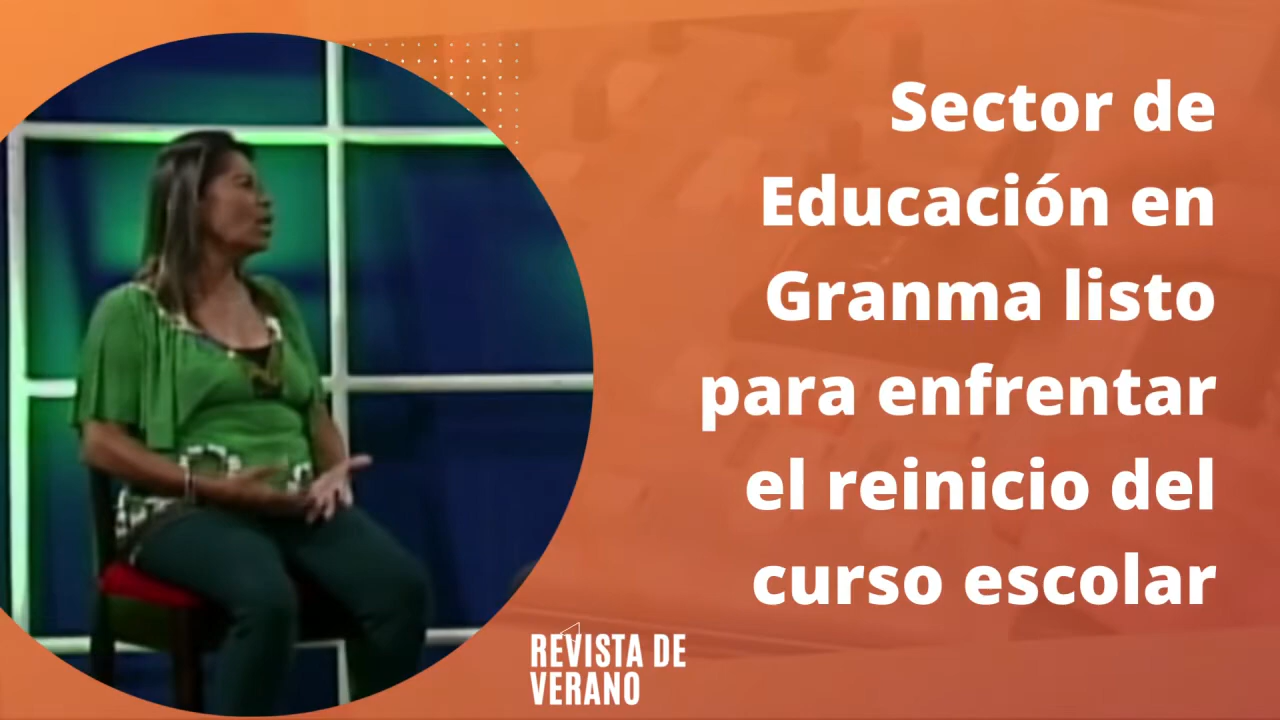 Sector de
Educación en
Granma listo
para enfrentar
el reinicio del
curso escolar
REVISTA DE
VERANO